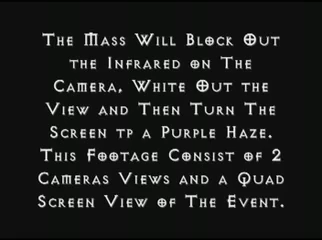 The Mass Will Block Out
the Infrared on The
Camera, White Out the
View and Then Turn The
Screen tp a Purple Haze.
This Footage Consist of 2
Cameras Views and a Quad
Screen View of The Event.